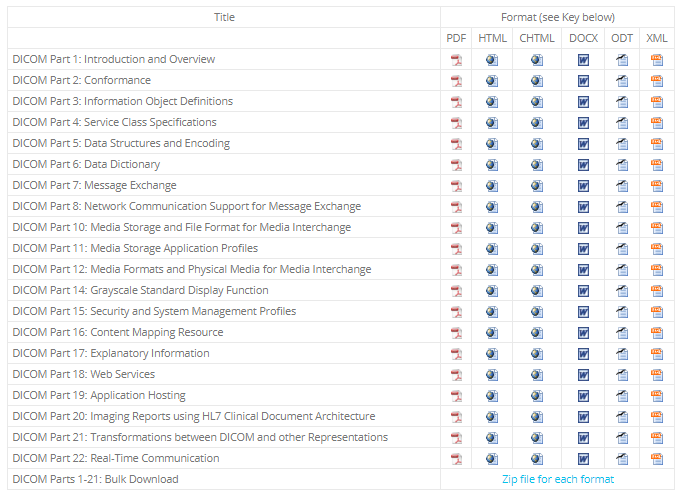 Title Format (see Key below)
PDF HTML CHTML DOCX ODT XML
DICOM Part 1: Introduction and Overview
DICOM Part 2: Conformance
DICOM Part 3: Information Object Definitions
DICOM Part 4: Service Class Specifications
DICOM Part 5: Data Structures and Encoding
DICOM Part 6: Data Dictionary
DICOM Part 7: Message Exchange
DICOM Part 8: Network Communication Support for Message Exchange
DICOM Part 10: Media Storage and File Format for Media Interchange
DICOM Part 11: Media Storage Application Profiles
DICOM Part 12: Media Formats and Physical Media for Media Interchange
DICOM Part 14: Grayscale Standard Display Function
DICOM Part 15: Security and System Management Profiles
DICOM Part 16: Content Mapping Resource
DICOM Part 17: Explanatory Information
DICOM Part 18: Web Services
DICOM Part 19: Application Hosting
DICOM Part 20: Imaging Reports using HL7 Clinical Document Architecture
DICOM Part 21: Transformations between DICOM and other Representations
DICOM Part 22: Real-Time Communication
DICOM Parts 1-21: Bulk Download Zip file for each format